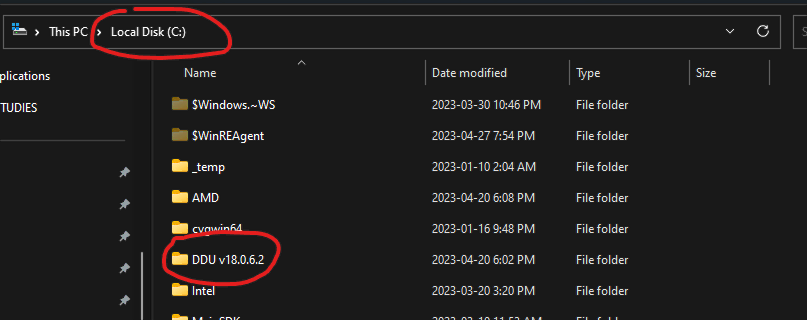 This PC > Local Disk (C:)
Name Date modified Type Size
plications
TUDIES
$Windows.~WS 2023-03-30 10:46 PM File folder
$WinREAgent 2023-04-27 7:54 PM File folder
_temp 2023-01-10 2:04 AM File folder
AMD 2023-04-20 6:08 PM File folder
cygwin64 2023-01-16 9:48 PM File folder
DDU v18.0.6.2 2023-04-20 6:02 PM File folder
Intel 2023-03-20 3:20 PM File folder